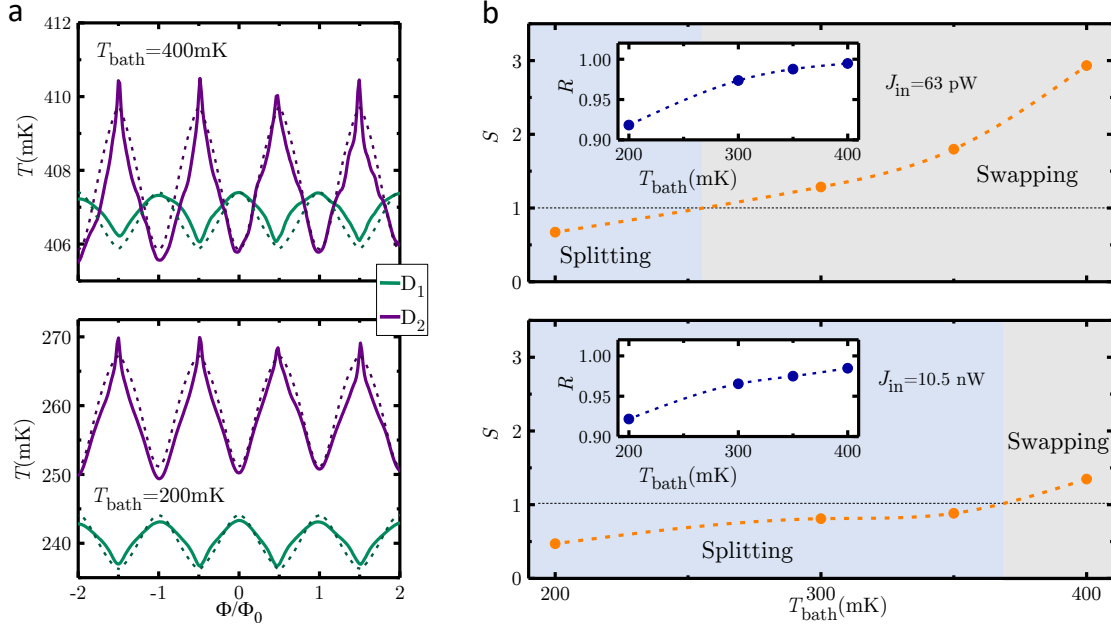 a
412
410
408
406
T(mK)
T_bath=400mK
D₁
D₂
270
260
250
240
T(mK)
T_bath=200mK
-2
-1
0
1
2
Φ/Φ₀
b
3
2
1
0
S
1.00
0.95
0.90
R
200
300
400
T_bath(mK)
J_in=63 pW
Swapping
Splitting
3
2
1
0
S
1.00
0.95
0.90
R
200
300
400
T_bath(mK)
J_in=10.5 nW
Swapping
Splitting
200
300
400
T_bath(mK)